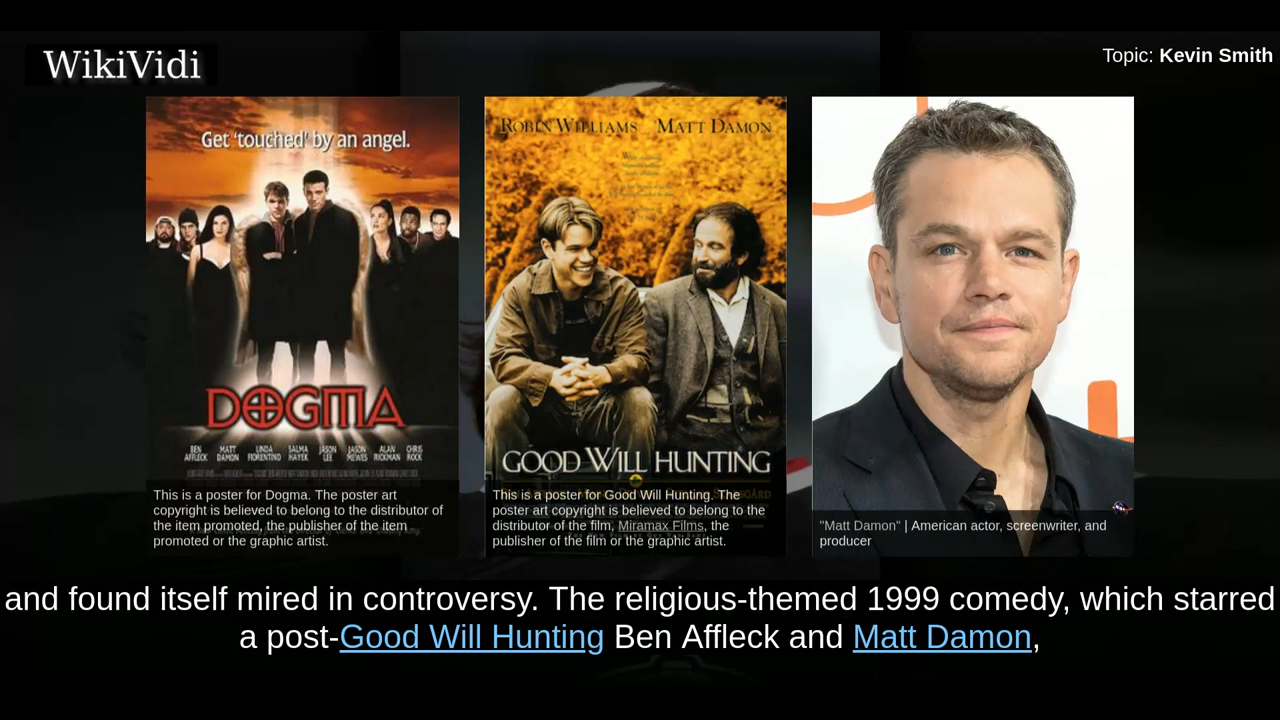 WikiVidi
Topic: Kevin Smith
Get 'touched' by an angel.
DOGMA
BEN AFFLECK MATT DAMON LINDA FIORENTINO SALMA HAYEK JASON LEE JASON MEWES ALAN RICKMAN CHRIS ROCK
This is a poster for Dogma. The poster art
copyright is believed to belong to the distributor of
the item promoted, the publisher of the item
promoted or the graphic artist.
ROBIN WILLIAMS MATT DAMON
GOOD WILL HUNTING
This is a poster for Good Will Hunting. The
poster art copyright is believed to belong to the
distributor of the film, Miramax Films, the
publisher of the film or the graphic artist.
"Matt Damon" | American actor, screenwriter, and
producer
and found itself mired in controversy. The religious-themed 1999 comedy, which starred
a post-Good Will Hunting Ben Affleck and Matt Damon,